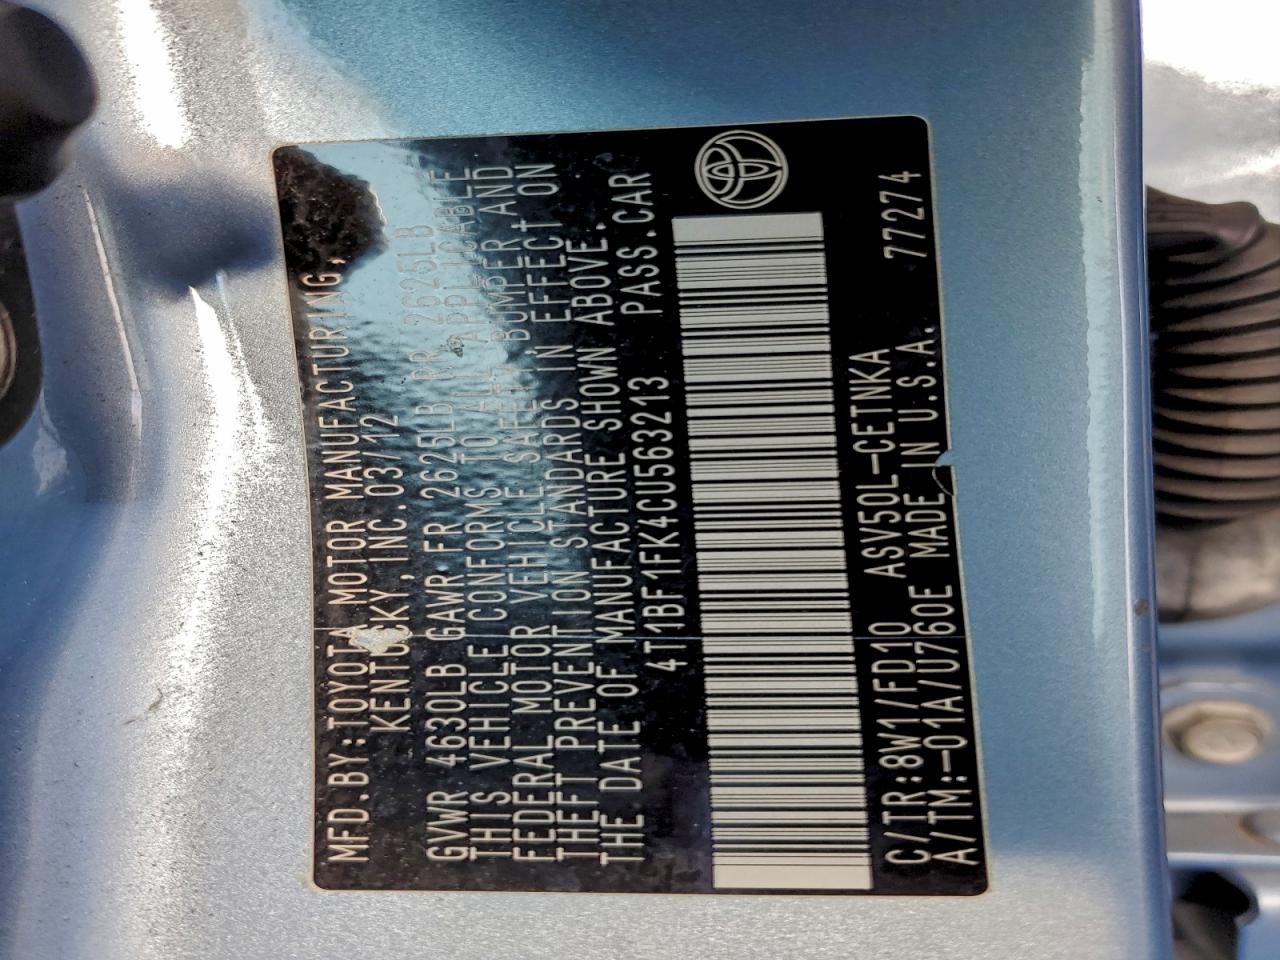 MFD.BY:TOYOTA MOTOR MANUFACTURING,
KENTUCKY,INC.03/12
GVWR 4630LB GAWR FR 2625LB RR 2625LB
THIS VEHICLE CONFORMS TO ALL APPLICABLE
FEDERAL MOTOR VEHICLE SAFETY BUMPER AND
THEFT PREVENTION STANDARDS IN EFFECT ON
THE DATE OF MANUFACTURE SHOWN ABOVE.
4T1BF1FK4CU563213 PASS.CAR
C/TR:8W1/FD10 ASV50L-CETNKA 77274
A/TM:-01A/U760E MADE IN U.S.A.